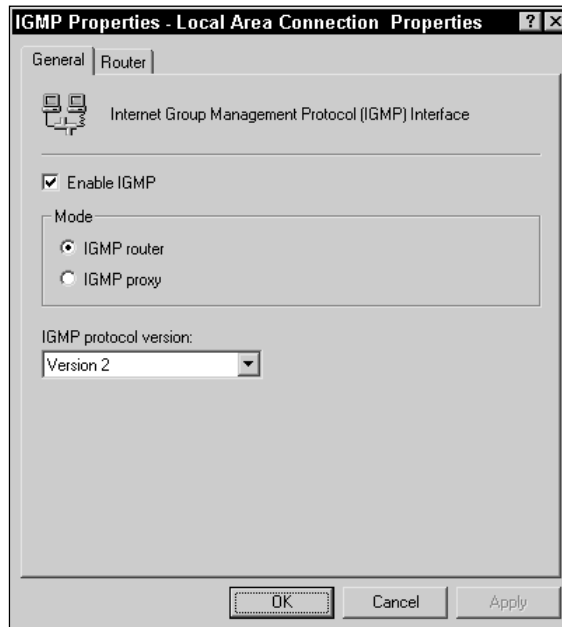 IGMP Properties - Local Area Connection Properties
General
Router
Internet Group Management Protocol (IGMP) Interface
Enable IGMP
Mode
IGMP router
IGMP proxy
IGMP protocol version:
Version 2
OK
Cancel
Apply